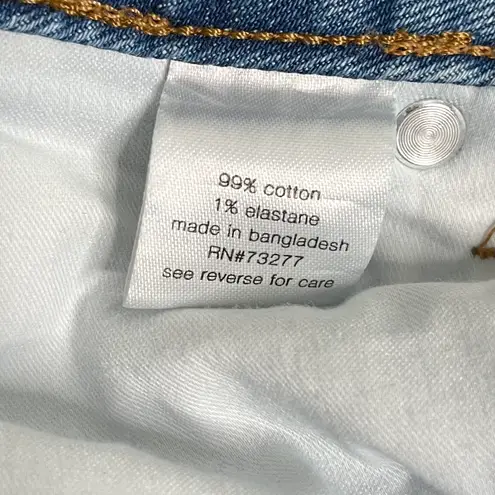 99% cotton
1% elastane
made in bangladesh
RN#73277
see reverse for care